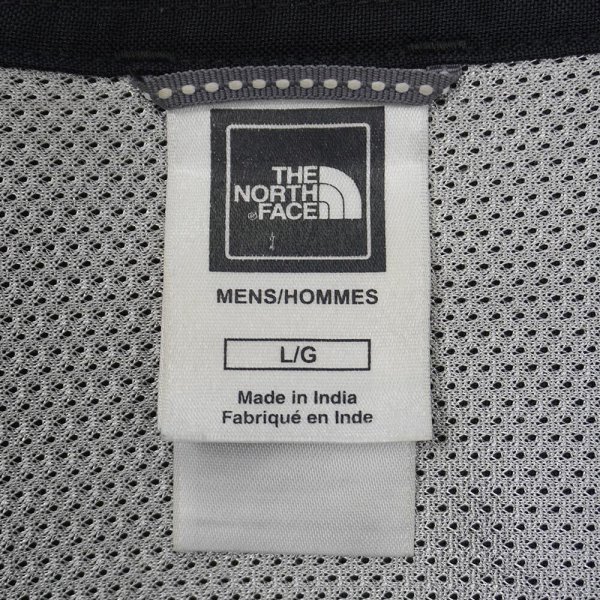 THE
NORTH
FACE
®
MENS/HOMMES
L/G
Made in India
Fabriqué en Inde